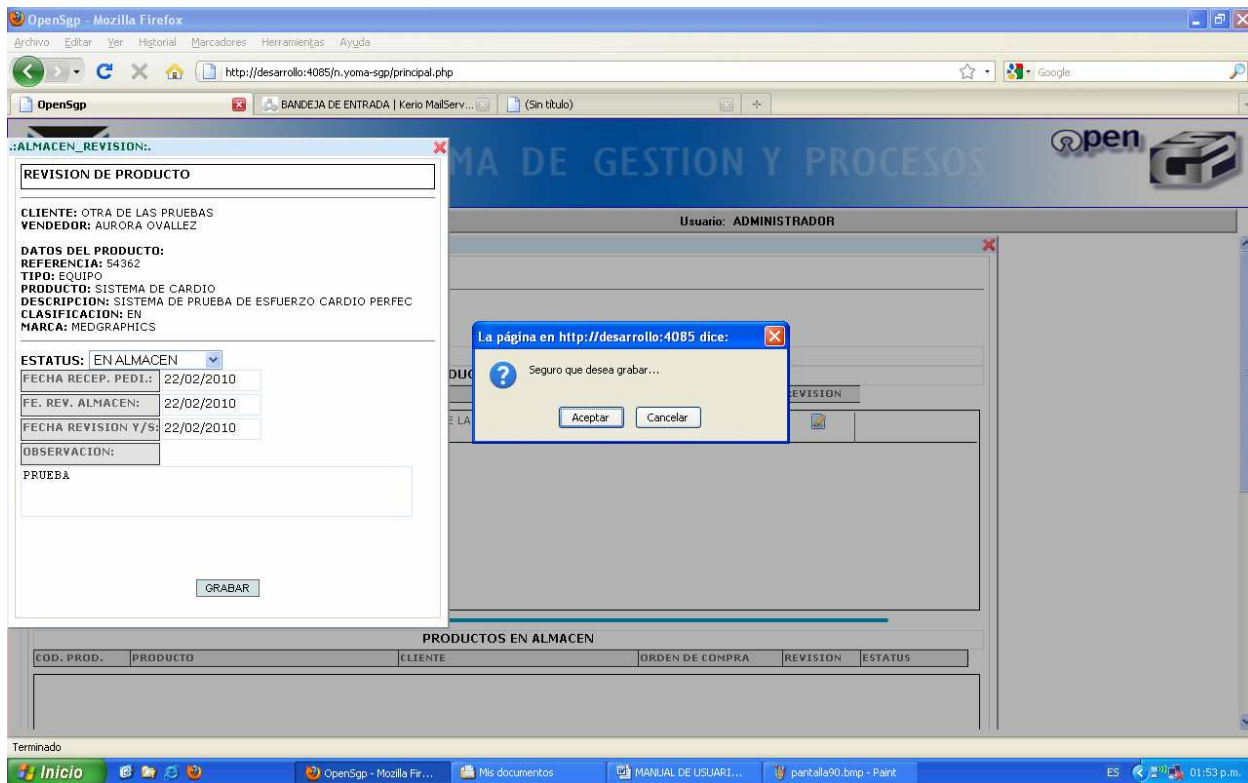 OpenSgp - Mozilla Firefox
Archivo Editar Ver Historial Marcadores Herramientas Ayuda
http://desarrollo:4085/n.yoma-sgp/principal.php
Google
OpenSgp
BANDEJA DE ENTRADA | Kerio MailServ...
(Sin título)
MA DE GESTION Y PROCESOS
open
.:ALMACEN_REVISION:.
REVISION DE PRODUCTO
CLIENTE: OTRA DE LAS PRUEBAS
VENDEDOR: AURORA OVALLEZ
Usuario: ADMINISTRADOR
DATOS DEL PRODUCTO:
REFERENCIA: 54362
TIPO: EQUIPO
PRODUCTO: SISTEMA DE CARDIO
DESCRIPCION: SISTEMA DE PRUEBA DE ESFUERZO CARDIO PERFEC
CLASIFICACION: EN
MARCA: MEDGRAPHICS
ESTATUS: EN ALMACEN
FECHA RECEP. PEDI.: 22/02/2010
FE. REV. ALMACEN: 22/02/2010
FECHA REVISION Y/S: 22/02/2010
OBSERVACION:
PRUEBA
GRABAR
La página en http://desarrollo:4085 dice:
Seguro que desea grabar...
Aceptar Cancelar
DUC
EVISION
E LA
PRODUCTOS EN ALMACEN
COD. PROD. PRODUCTO CLIENTE ORDEN DE COMPRA REVISION ESTATUS
Terminado
Inicio
OpenSgp - Mozilla Fir...
Mis documentos
MANUAL DE USUARI...
pantalla90.bmp - Paint
ES
01:53 p.m.